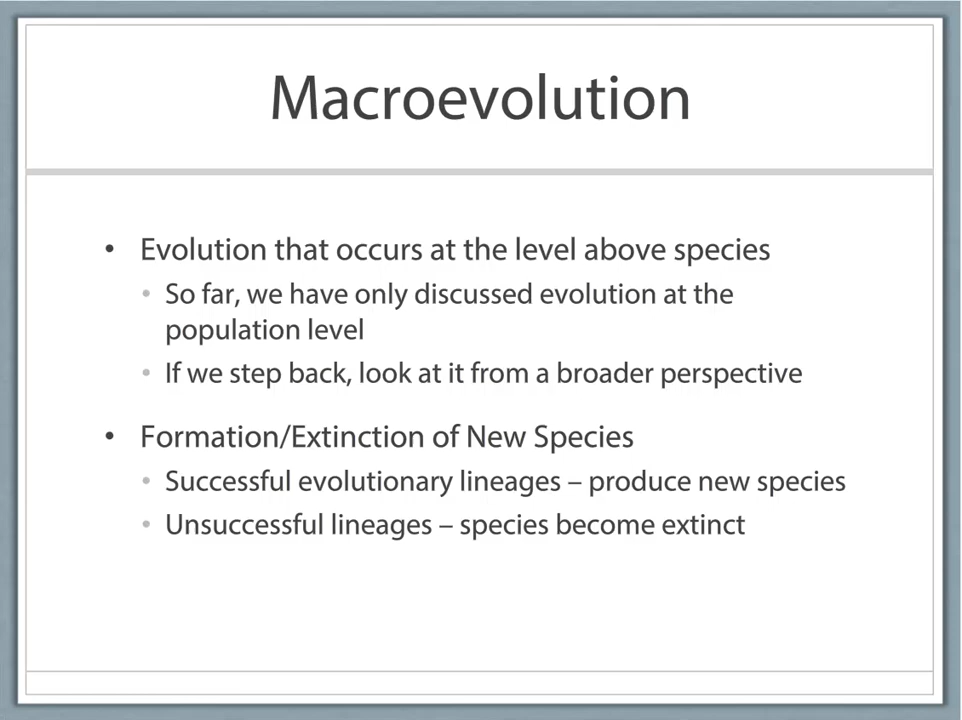 Macroevolution
• Evolution that occurs at the level above species
• So far, we have only discussed evolution at the
population level
• If we step back, look at it from a broader perspective
• Formation/Extinction of New Species
• Successful evolutionary lineages – produce new species
• Unsuccessful lineages – species become extinct